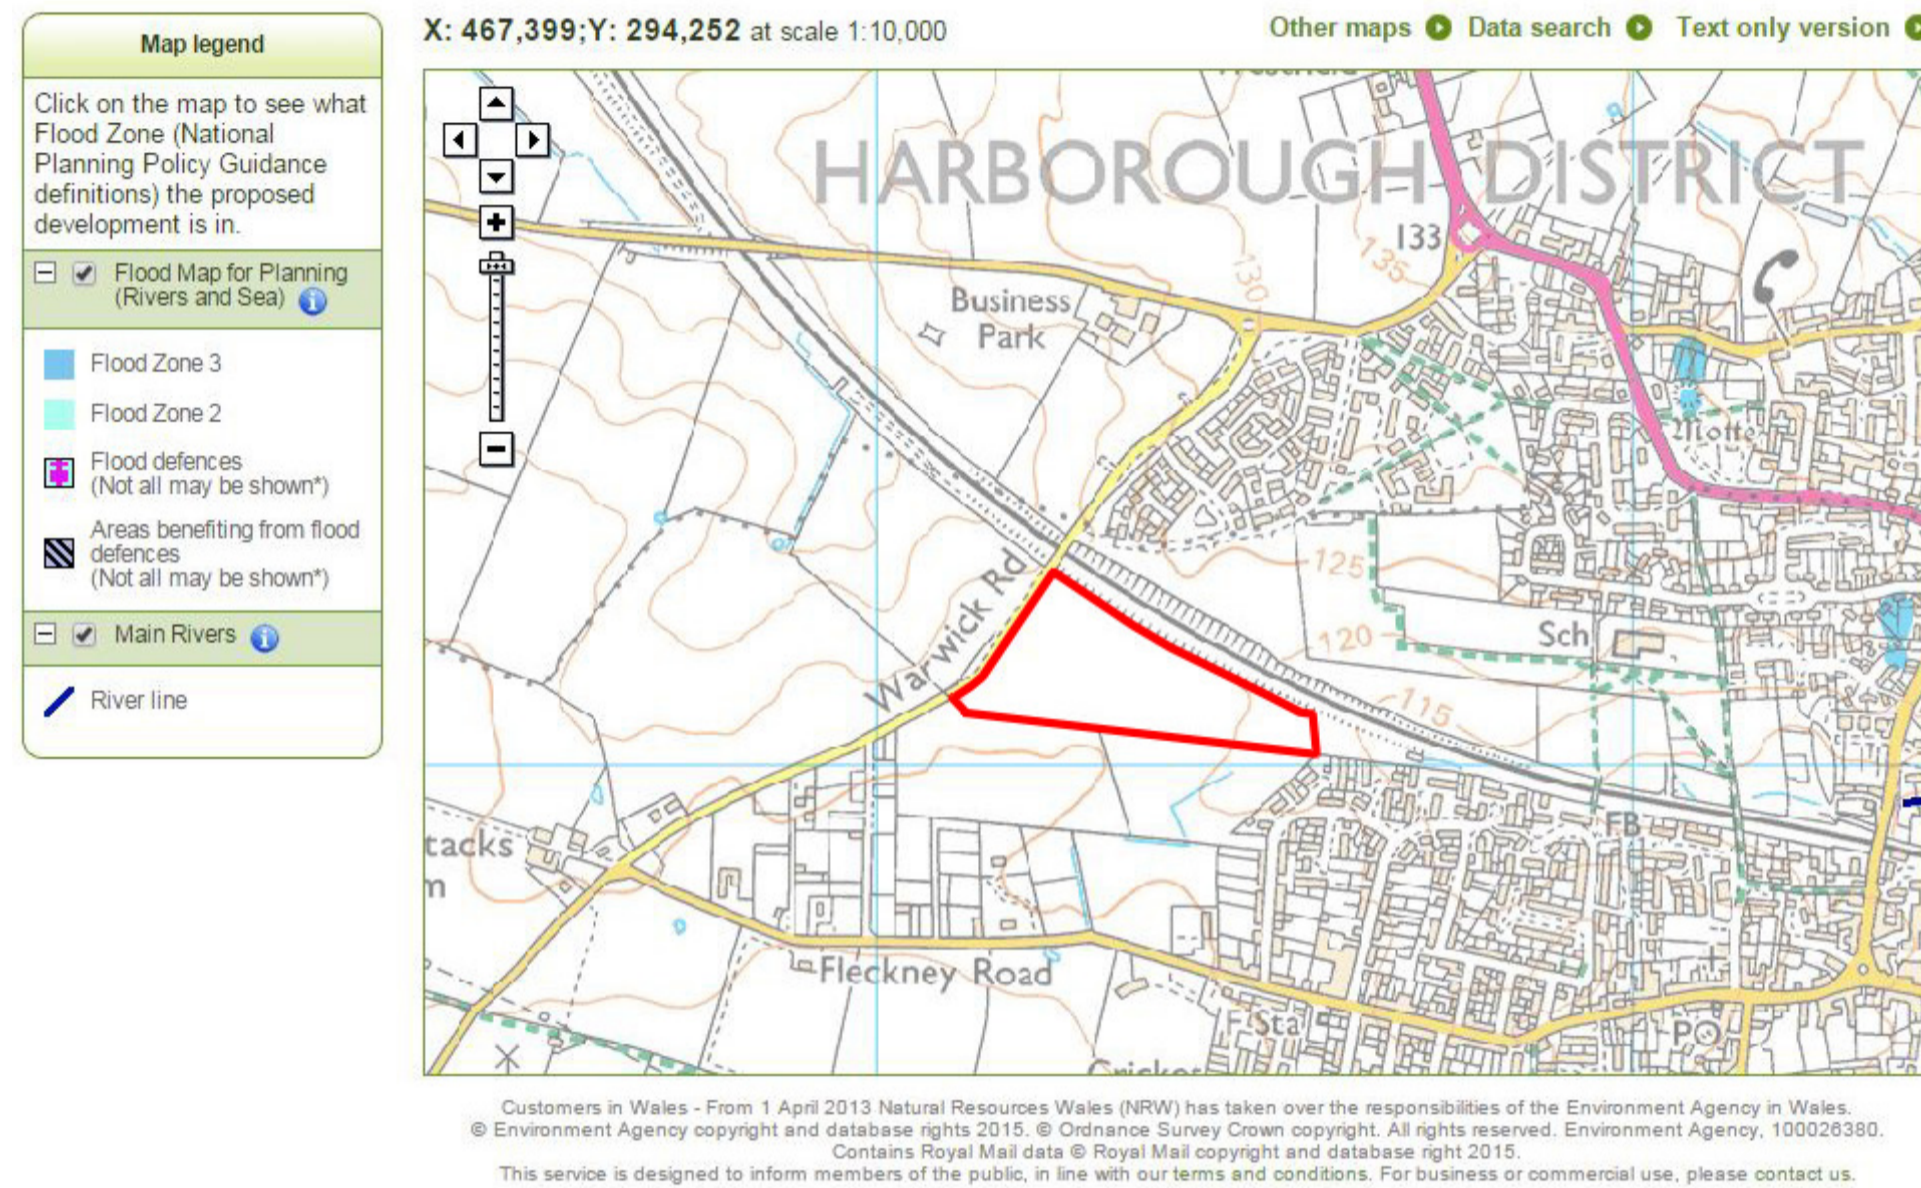 Map legend
Click on the map to see what
Flood Zone (National
Planning Policy Guidance
definitions) the proposed
development is in.
Flood Map for Planning
(Rivers and Sea)
Flood Zone 3
Flood Zone 2
Flood defences
(Not all may be shown*)
Areas benefiting from flood
defences
(Not all may be shown*)
Main Rivers
River line
X: 467,399;Y: 294,252 at scale 1:10,000
Other maps Data search Text only version
HARBOROUGH DISTRICT
133
135
130
Business
Park
Motte
125
Warwick Rd
120
Sch
115
FB
tacks
m
Fleckney Road
F Sta
PO
Customers in Wales - From 1 April 2013 Natural Resources Wales (NRW) has taken over the responsibilities of the Environment Agency in Wales.
© Environment Agency copyright and database rights 2015. © Ordnance Survey Crown copyright. All rights reserved. Environment Agency, 100026380.
Contains Royal Mail data © Royal Mail copyright and database right 2015.
This service is designed to inform members of the public, in line with our terms and conditions. For business or commercial use, please contact us.